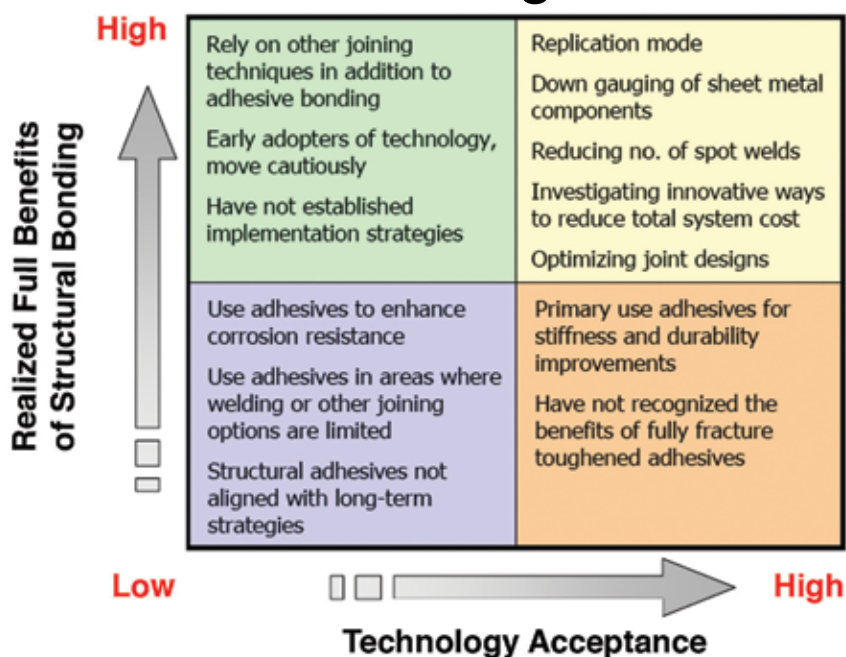 High
Rely on other joining
techniques in addition to
adhesive bonding
Early adopters of technology,
move cautiously
Have not established
implementation strategies
Replication mode
Down gauging of sheet metal
components
Reducing no. of spot welds
Investigating innovative ways
to reduce total system cost
Optimizing joint designs
Realized Full Benefits
of Structural Bonding
Use adhesives to enhance
corrosion resistance
Use adhesives in areas where
welding or other joining
options are limited
Structural adhesives not
aligned with long-term
strategies
Primary use adhesives for
stiffness and durability
improvements
Have not recognized the
benefits of fully fracture
toughened adhesives
Low
High
Technology Acceptance